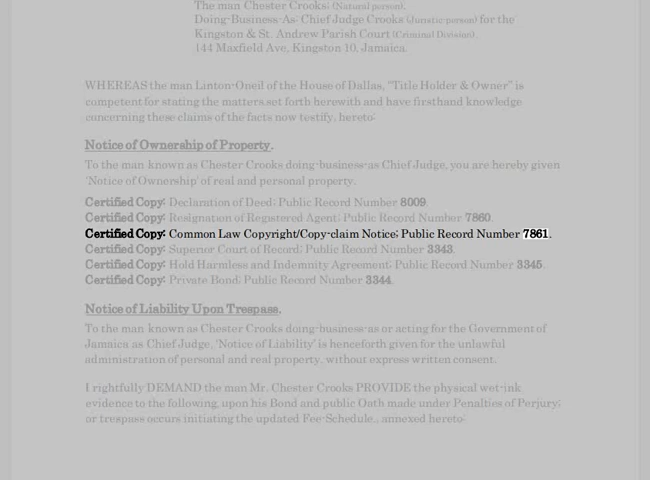 The man Chester Crooks; (Natural person).
Doing-Business-As: Chief Judge Crooks (Juristic person) for the
Kingston & St. Andrew Parish Court (Criminal Division).
144 Maxfield Ave, Kingston 10, Jamaica.
WHEREAS the man Linton-Oneil of the House of Dallas, "Title Holder & Owner" is
competent for stating the matters set forth herewith and have firsthand knowledge
concerning these claims of the facts now testify, hereto:
Notice of Ownership of Property.
To the man known as Chester Crooks doing-business-as Chief Judge, you are hereby given
'Notice of Ownership' of real and personal property.
Certified Copy: Declaration of Deed; Public Record Number 8009.
Certified Copy: Resignation of Registered Agent; Public Record Number 7860.
Certified Copy: Common Law Copyright/Copy-claim Notice; Public Record Number 7861.
Certified Copy: Superior Court of Record; Public Record Number 3343.
Certified Copy: Hold Harmless and Indemnity Agreement; Public Record Number 3345.
Certified Copy: Private Bond; Public Record Number 3344.
Notice of Liability Upon Trespass.
To the man known as Chester Crooks doing-business-as or acting for the Government of
Jamaica as Chief Judge, 'Notice of Liability' is henceforth given for the unlawful
administration of personal and real property, without express written consent.
I rightfully DEMAND the man Mr. Chester Crooks PROVIDE the physical wet-ink
evidence to the following, upon his Bond and public Oath made under Penalties of Perjury;
or trespass occurs initiating the updated Fee-Schedule., annexed hereto: